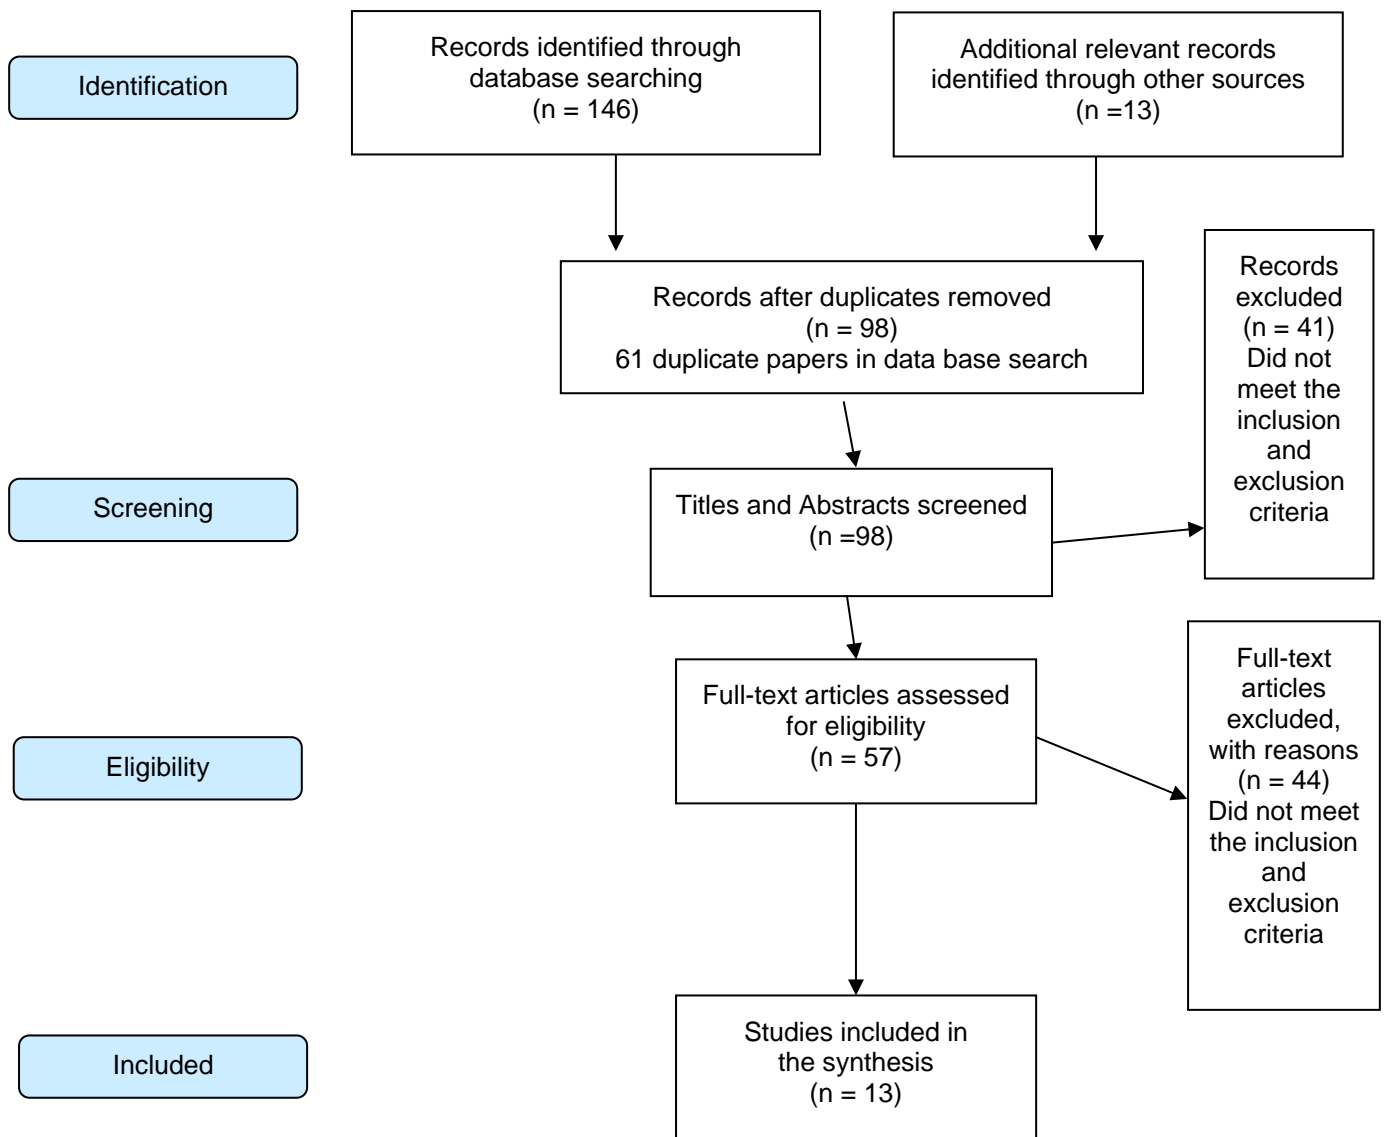 Identification
Records identified through
database searching
(n = 146)
Additional relevant records
identified through other sources
(n =13)
Records after duplicates removed
(n = 98)
61 duplicate papers in data base search
Records
excluded
(n = 41)
Did not
meet the
inclusion
and
exclusion
criteria
Screening
Titles and Abstracts screened
(n =98)
Eligibility
Full-text articles assessed
for eligibility
(n = 57)
Full-text
articles
excluded,
with reasons
(n = 44)
Did not meet
the inclusion
and
exclusion
criteria
Included
Studies included in
the synthesis
(n = 13)